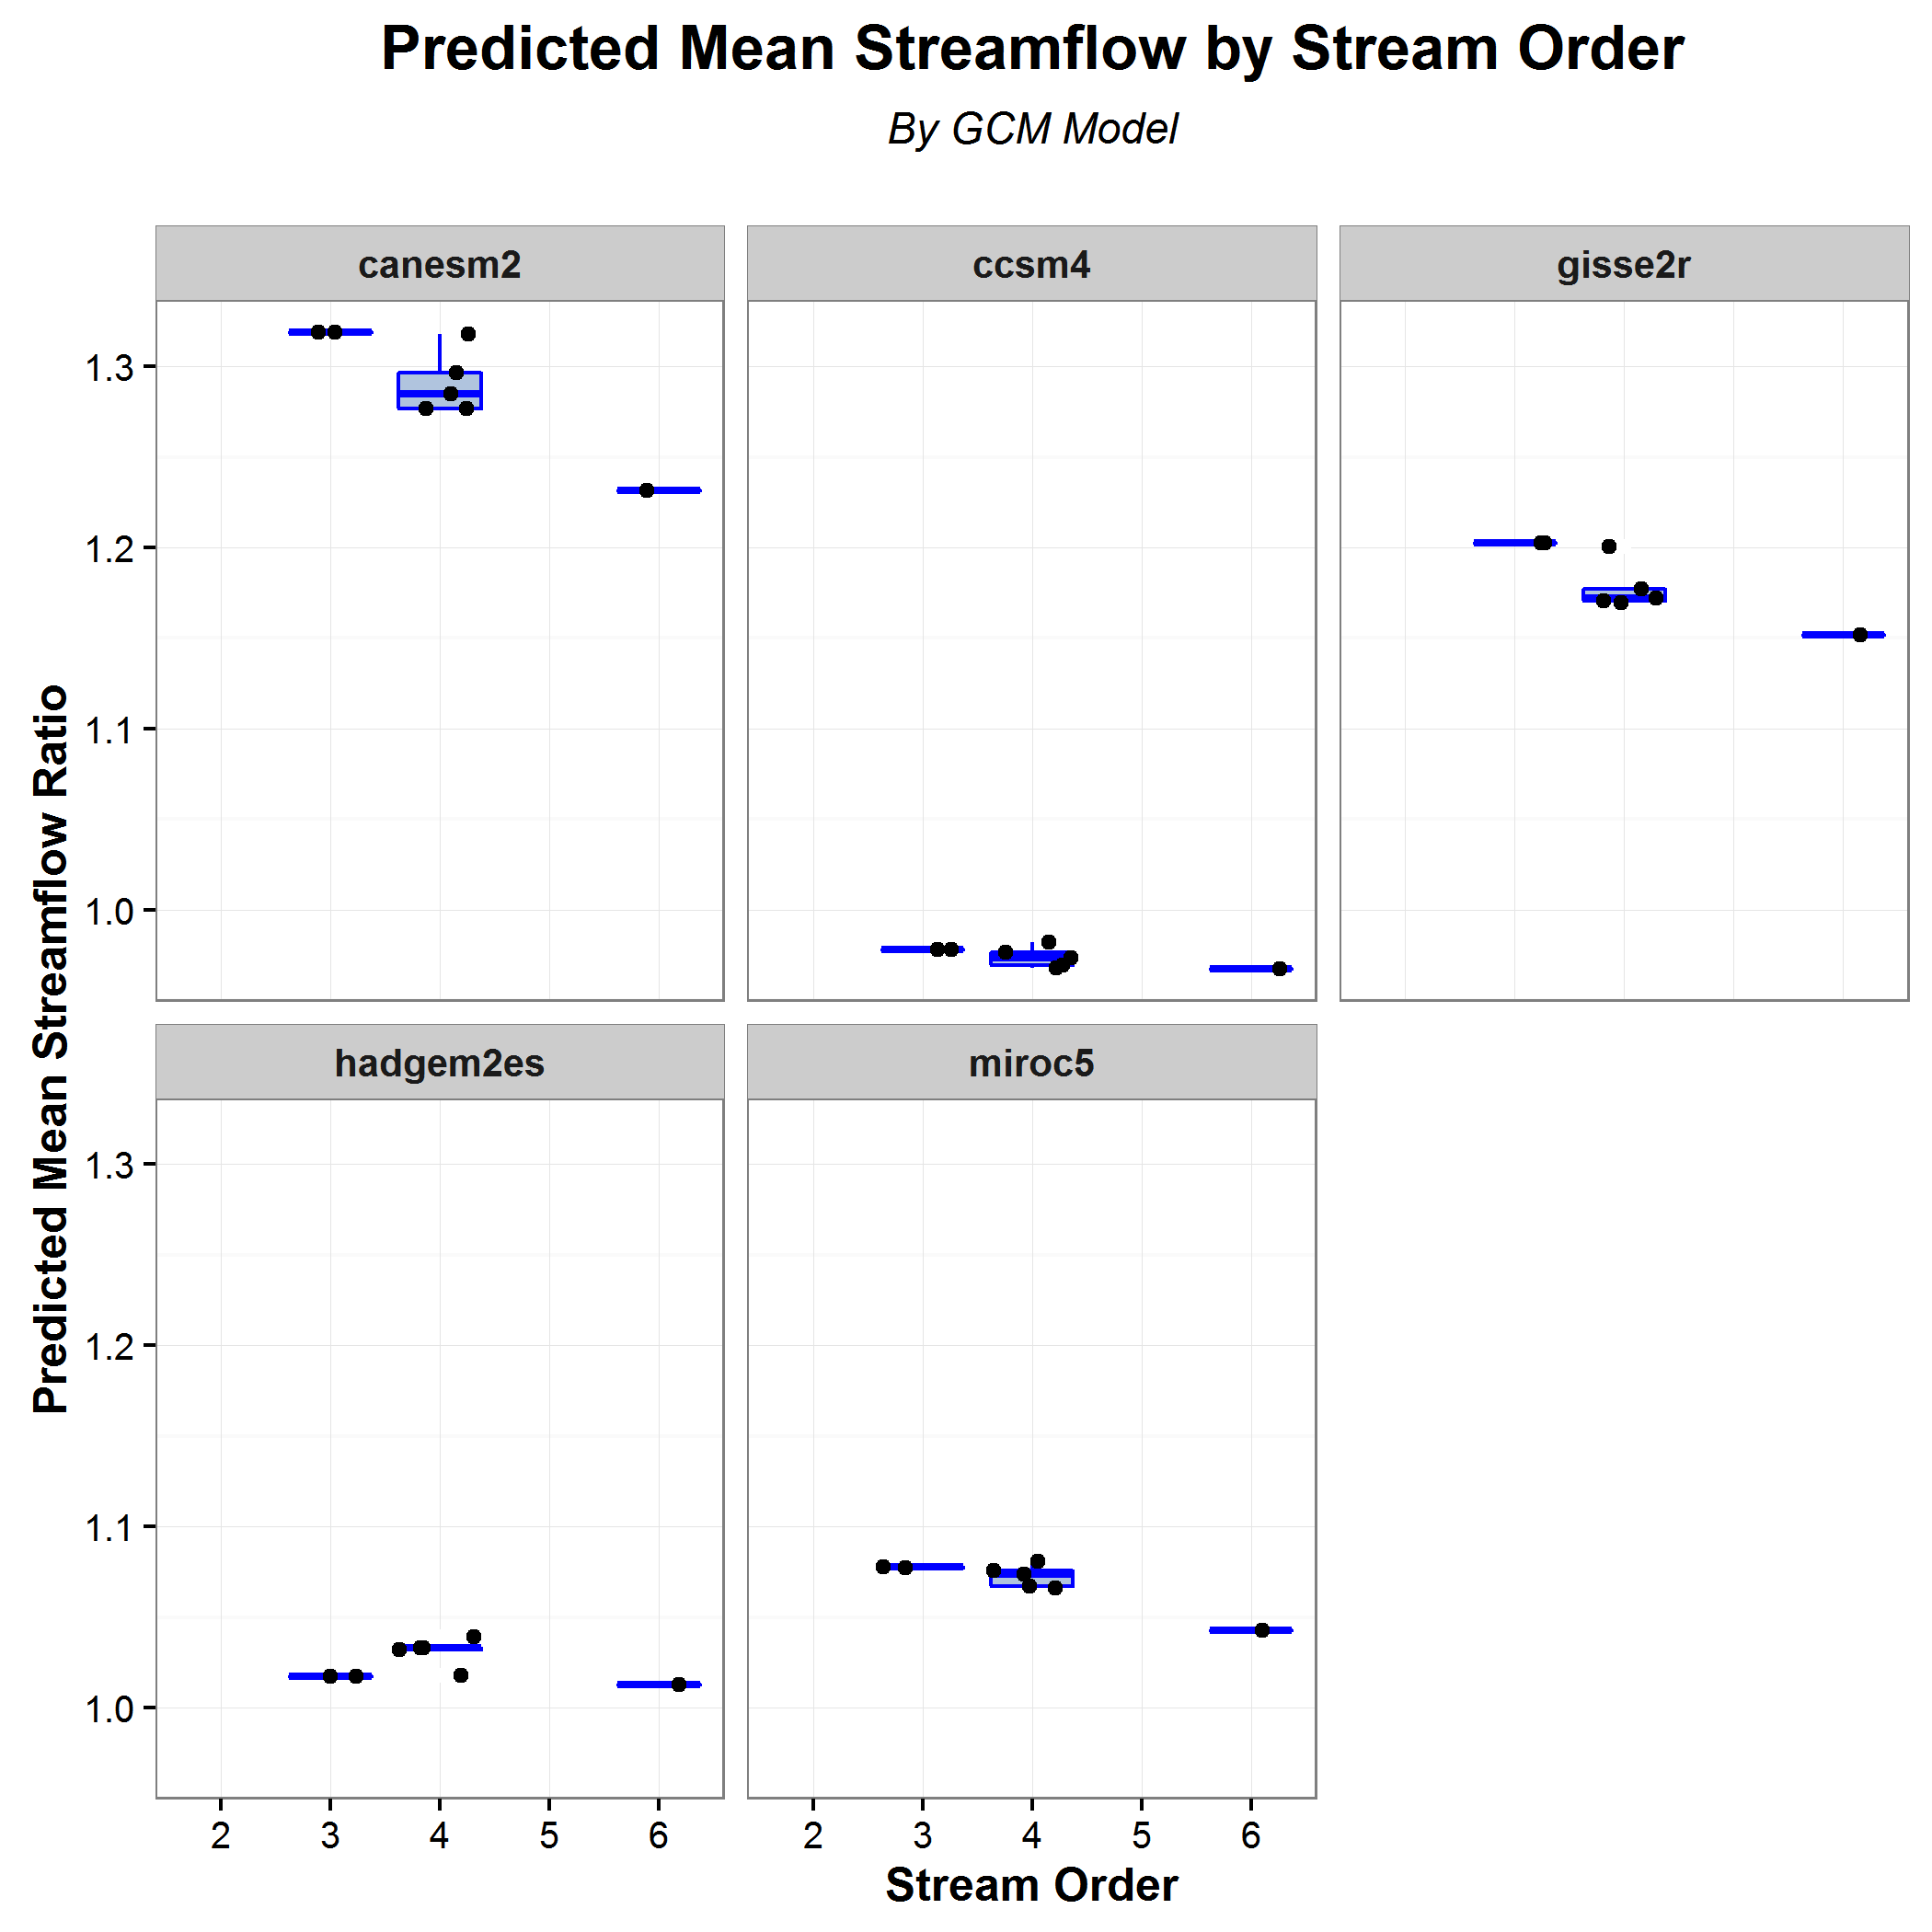 Predicted Mean Streamflow by Stream Order
By GCM Model
canesm2
ccsm4
gisse2r
1.3
1.2
1.1
1.0
hadgem2es
miroc5
1.3
1.2
1.1
1.0
2 3 4 5 6
2 3 4 5 6
Stream Order
Predicted Mean Streamflow Ratio